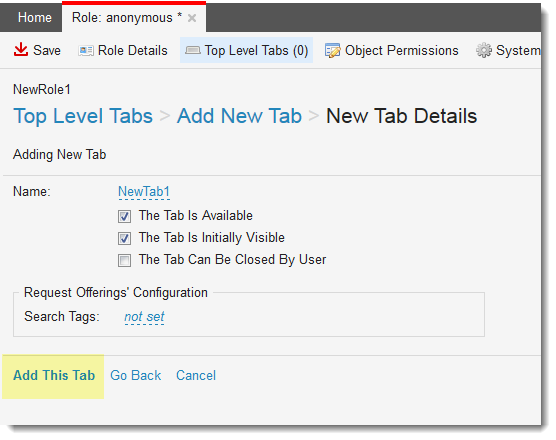 Home Role: anonymous * ×
Save Role Details Top Level Tabs (0) Object Permissions System
NewRole1
Top Level Tabs > Add New Tab > New Tab Details
Adding New Tab
Name: NewTab1
The Tab Is Available
The Tab Is Initially Visible
The Tab Can Be Closed By User
Request Offerings' Configuration
Search Tags: not set
Add This Tab Go Back Cancel